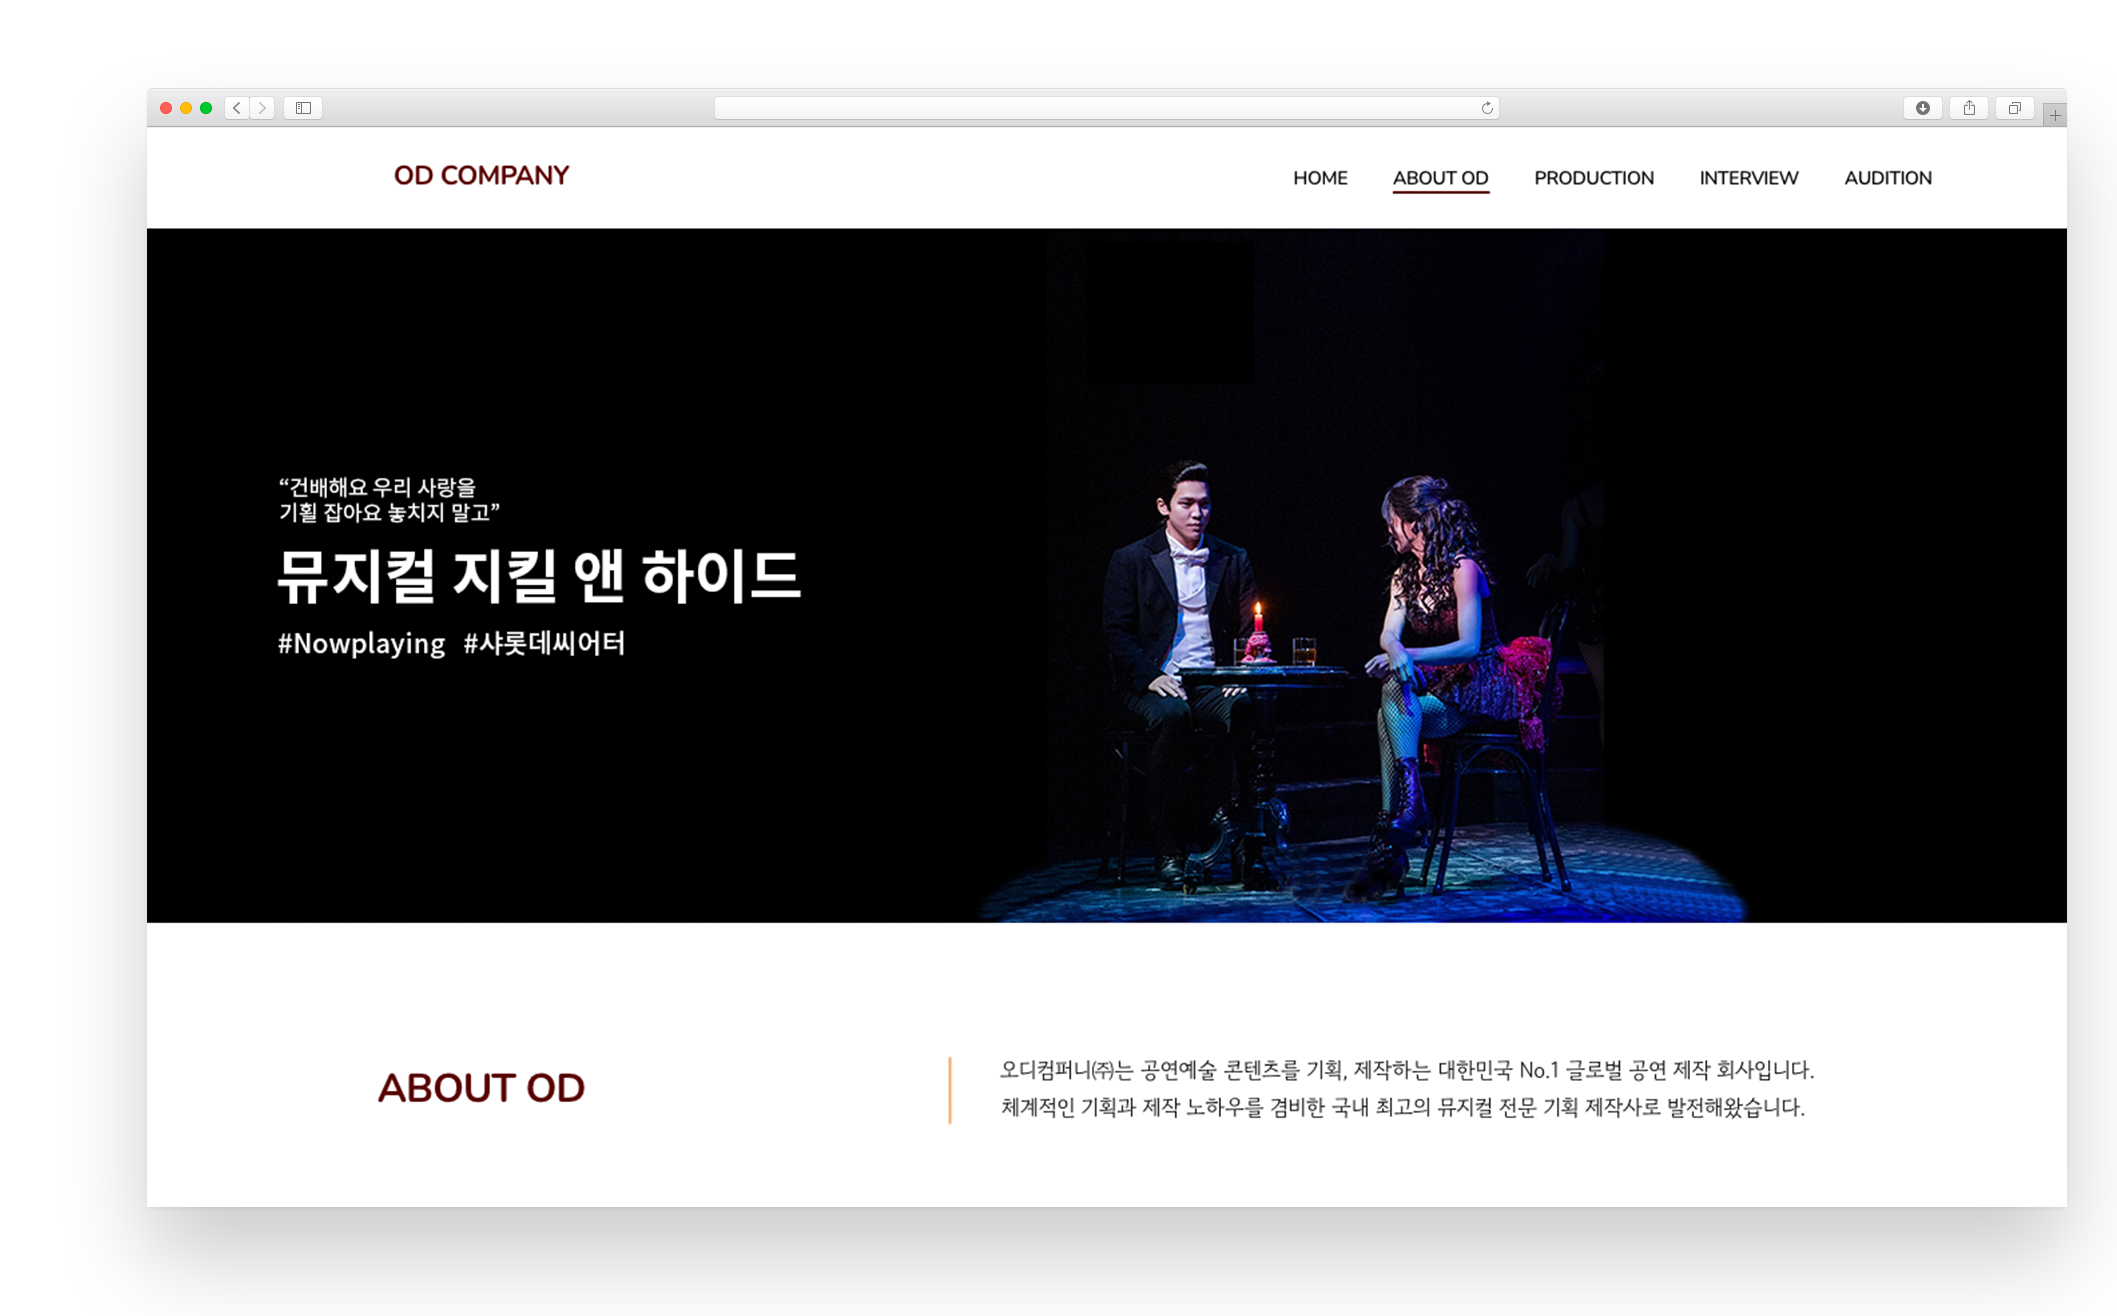 OD COMPANY
HOME ABOUT OD PRODUCTION INTERVIEW AUDITION
“건배해요 우리 사랑을
기횔 잡아요 놓치지 말고”
뮤지컬 지킬 앤 하이드
#Nowplaying #샤롯데씨어터
ABOUT OD
오디컴퍼니㈜는 공연예술 콘텐츠를 기획, 제작하는 대한민국 No.1 글로벌 공연 제작 회사입니다.
체계적인 기획과 제작 노하우를 겸비한 국내 최고의 뮤지컬 전문 기획 제작사로 발전해왔습니다.